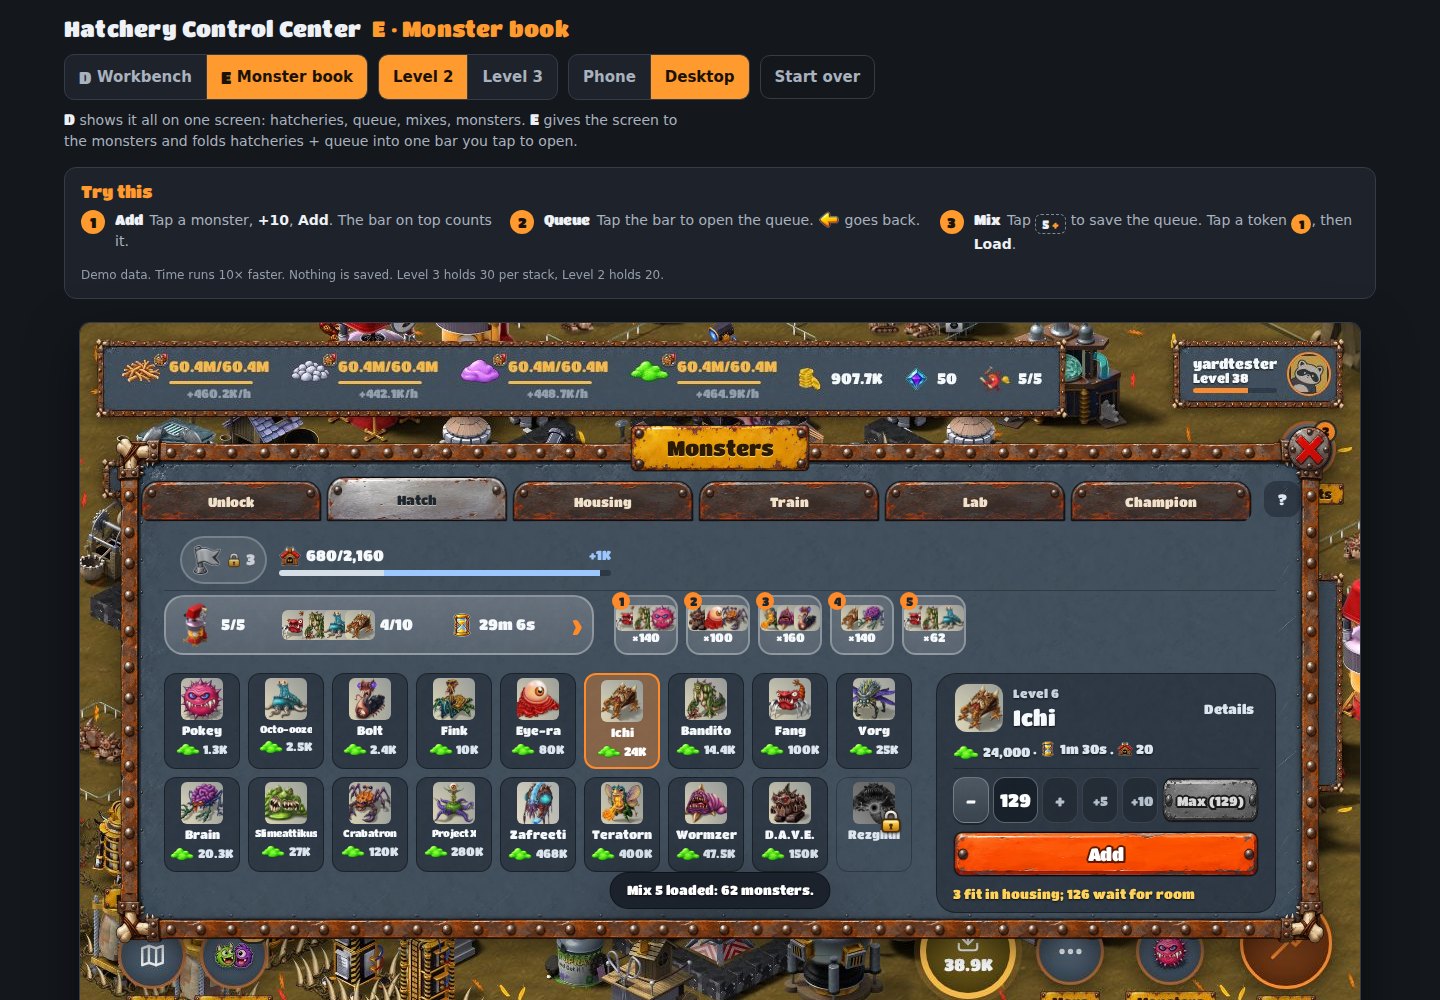 Hatchery Control Center E · Monster book
D Workbench E Monster book Level 2 Level 3 Phone Desktop Start over
D shows it all on one screen: hatcheries, queue, mixes, monsters. E gives the screen to
the monsters and folds hatcheries + queue into one bar you tap to open.
Try this
1 Add Tap a monster, +10, Add. The bar on top counts
it.
2 Queue Tap the bar to open the queue. goes back.
3 Mix Tap 5+ to save the queue. Tap a token 1, then
Load.
Demo data. Time runs 10× faster. Nothing is saved. Level 3 holds 30 per stack, Level 2 holds 20.
60.4M/60.4M 60.4M/60.4M 60.4M/60.4M 60.4M/60.4M 907.7K 50 5/5
+460.2K/h +442.1K/h +448.7K/h +464.9K/h
yardtester
Level 38
Monsters
Unlock Hatch Housing Train Lab Champion ?
3 680/2,160 +1K
5/5 4/10 29m 6s
1 2 3 4 5
×140 ×100 ×160 ×140 ×62
Pokey Octo-ooze Bolt Fink Eye-ra Ichi Bandito Fang Vorg
1.3K 2.5K 2.4K 10K 80K 24K 14.4K 100K 25K
Brain Slimeattikus Crabatron Project X Zafreeti Teratorn Wormzer D.A.V.E. Rezghul
20.3K 27K 120K 280K 468K 400K 47.5K 150K
Level 6
Ichi
Details
24,000 · 1m 30s · 20
- 129 + +5 +10 Max (129)
Add
3 fit in housing; 126 wait for room
Mix 5 loaded: 62 monsters.
38.9K